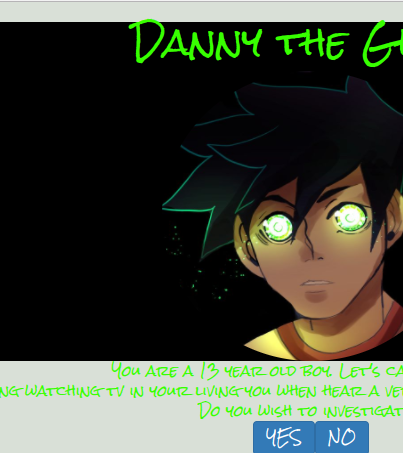 Danny the G
You are a 13 year old boy. Let's ca
ng watching tv in your living you when hear a ve
Do you wish to investigat
YES NO